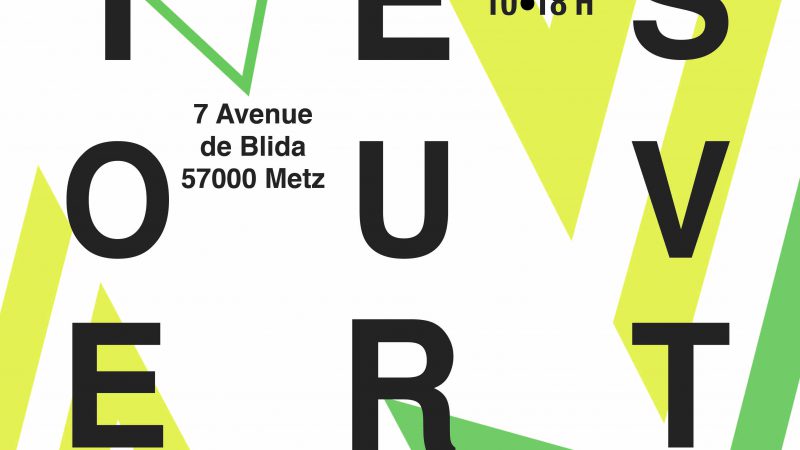 10•18 H
T E S
7 Avenue
de Blida
57000 Metz
O U V
E R T